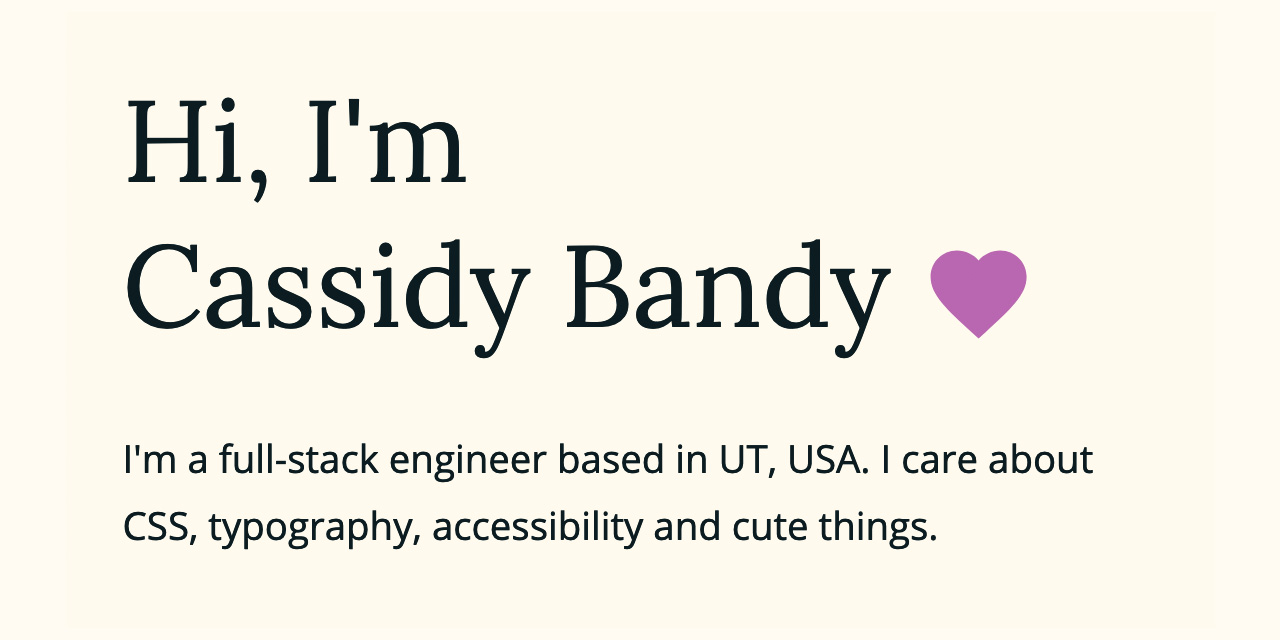 Hi, I'm
Cassidy Bandy
I'm a full-stack engineer based in UT, USA. I care about
CSS, typography, accessibility and cute things.